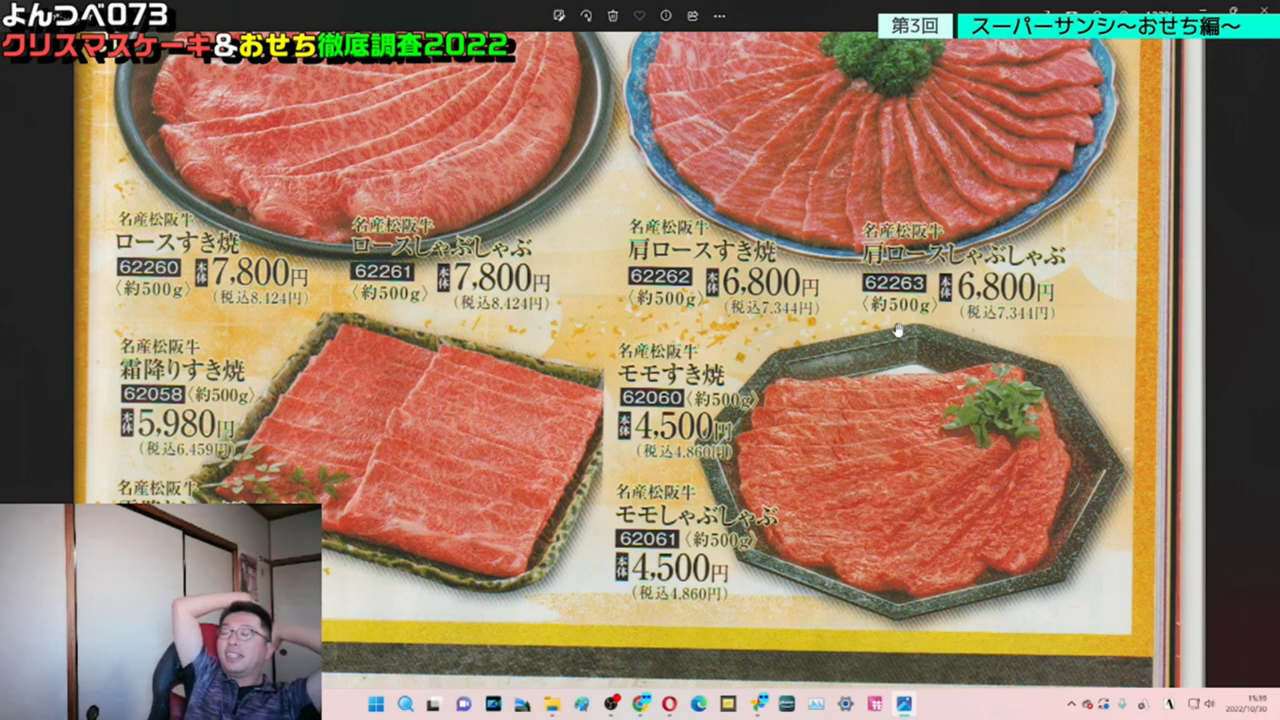 よんつべ073
クリスマスケーキ&おせち徹底調査2022
第3回 スーパーサンシ～おせち編～
名産松阪牛
ロースすき焼
62260 本体 7,800円
〈約500g〉 (税込8,424円)
名産松阪牛
ロースしゃぶしゃぶ
62261 本体 7,800円
〈約500g〉 (税込8,424円)
名産松阪牛
肩ロースすき焼
62262 本体 6,800円
〈約500g〉 (税込7,344円)
名産松阪牛
肩ロースしゃぶしゃぶ
62263 本体 6,800円
〈約500g〉 (税込7,344円)
名産松阪牛
霜降りすき焼
62058 〈約500g〉
本体 5,980円
(税込6,459円)
名産松阪牛
名産松阪牛
モモすき焼
62060 〈約500g〉
本体 4,500円
(税込4,860円)
名産松阪牛
モモしゃぶしゃぶ
62061 〈約500g〉
本体 4,500円
(税込4,860円)
A
15:39
2022/10/30